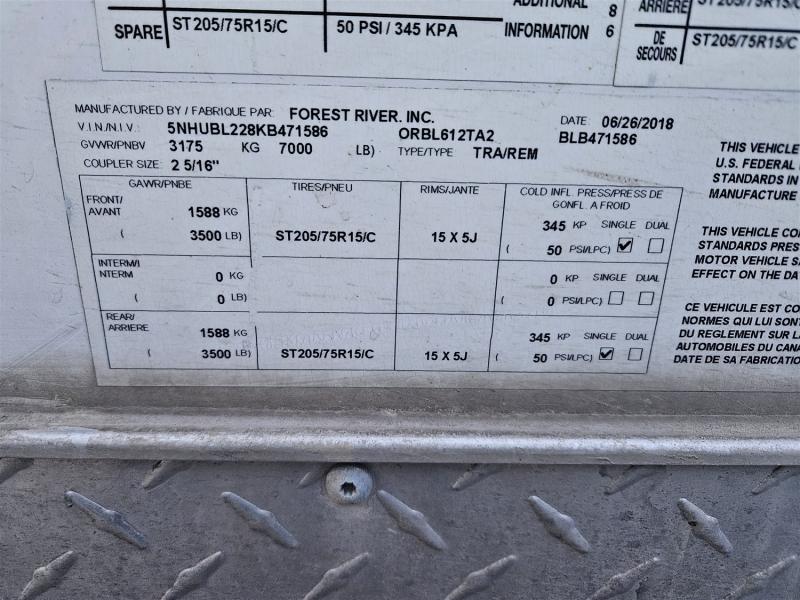 ADDITIONAL 8 ARRIERE ST205/75R15/C
SPARE ST205/75R15/C 50 PSI / 345 KPA INFORMATION 6 DE SECOURS ST205/75R15/C
MANUFACTURED BY / FABRIQUE PAR: FOREST RIVER. INC. DATE: 06/26/2018
V.I.N/N.I.V.: 5NHUBL228KB471586 ORBL612TA2 BLB471586
GVWR/PNBV 3175 KG 7000 LB) TYPE/TYPE TRA/REM
COUPLER SIZE: 2 5/16"
GAWR/PNBE TIRES/PNEU RIMS/JANTE COLD INFL. PRESS/PRESS DE GONFL. A FROID
FRONT/ AVANT 1588 KG 345 KP SINGLE DUAL
( 3500 LB) ST205/75R15/C 15 X 5J ( 50 PSI/LPC)
INTERM/I NTERM 0 KG 0 KP SINGLE DUAL
( 0 LB) ( 0 PSI/LPC)
REAR/ ARRIERE 1588 KG 345 KP SINGLE DUAL
( 3500 LB) ST205/75R15/C 15 X 5J ( 50 PSI/LPC)
THIS VEHICLE
U.S. FEDERAL
STANDARDS IN
MANUFACTURE
THIS VEHICLE CO
STANDARDS PRES
MOTOR VEHICLE SA
EFFECT ON THE DA
CE VEHICULE EST CO
NORMES QUI LUI SONT
DU REGLEMENT SUR LA
AUTOMOBILES DU CANA
DATE DE SA FABRICATION